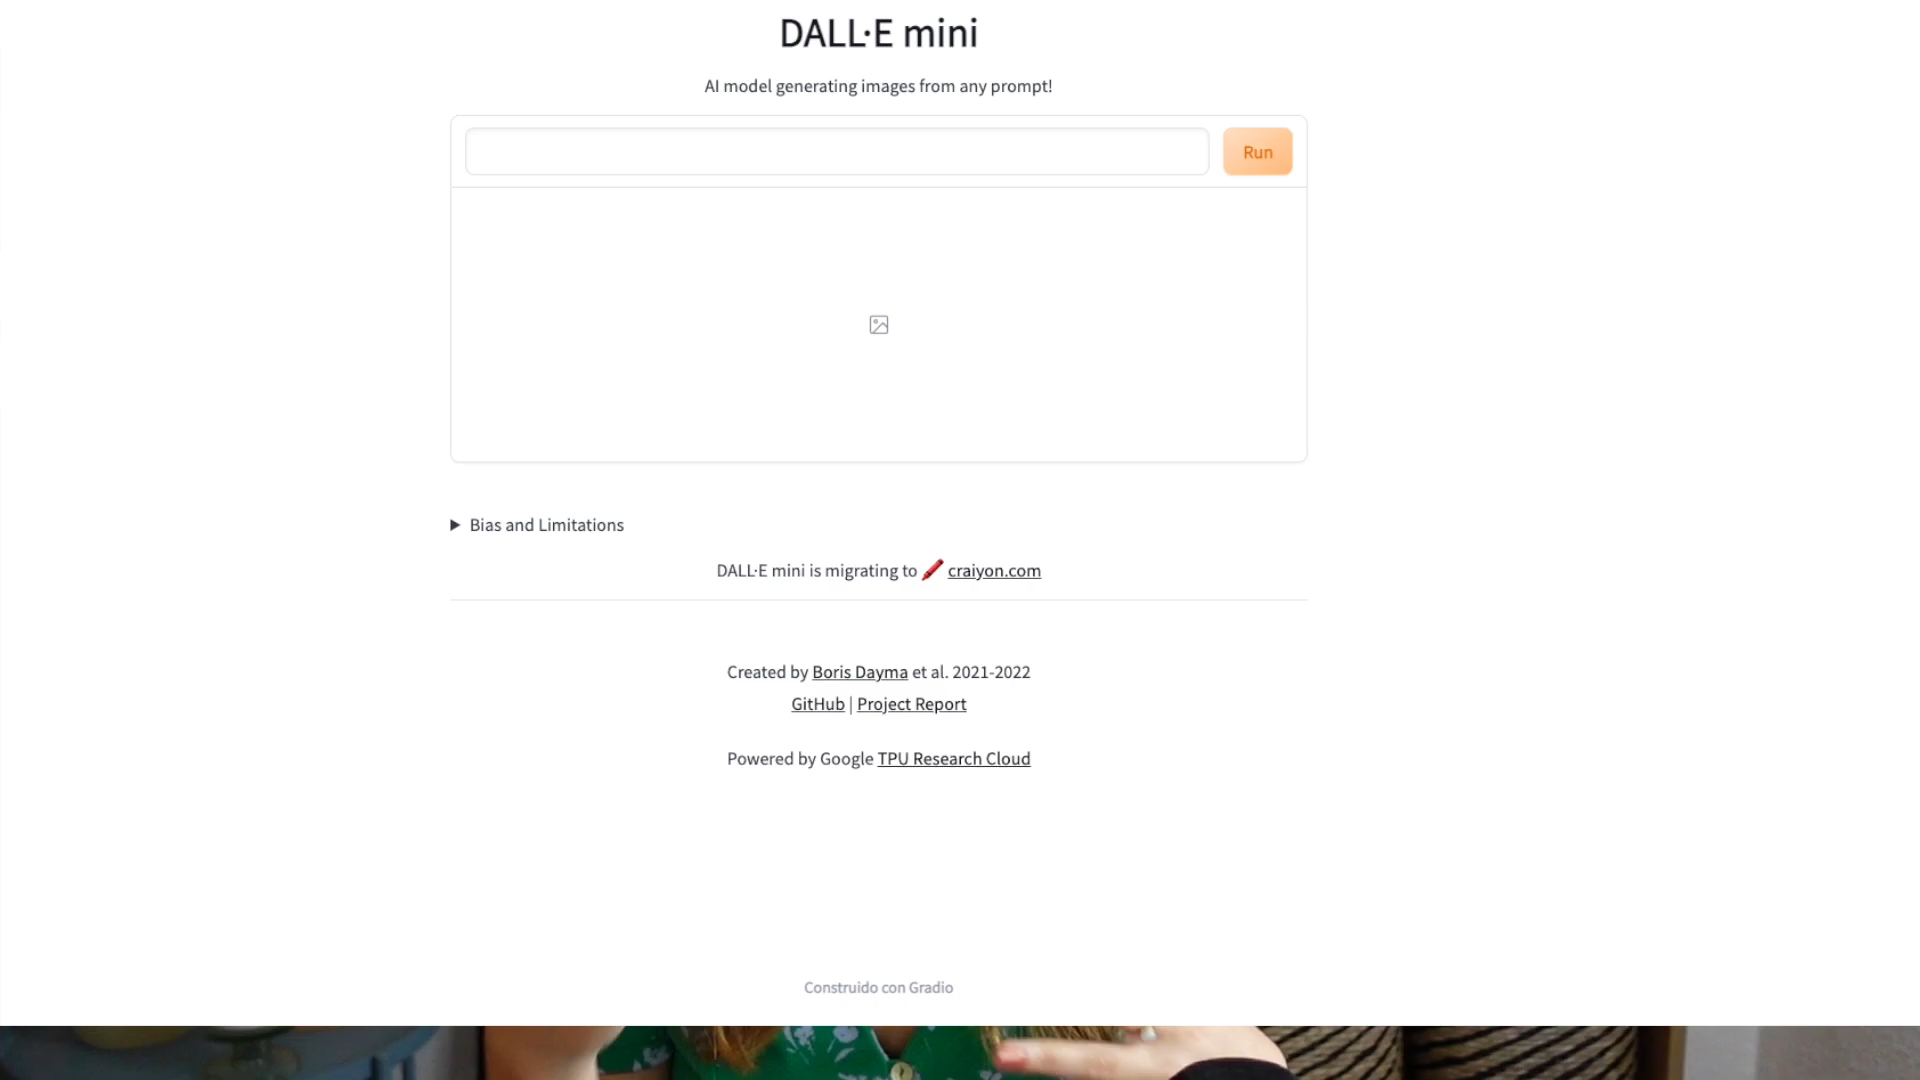 DALL·E mini
AI model generating images from any prompt!
Run
Bias and Limitations
DALL·E mini is migrating to 🖍️ craiyon.com
Created by Boris Dayma et al. 2021-2022
GitHub | Project Report
Powered by Google TPU Research Cloud
Construido con Gradio